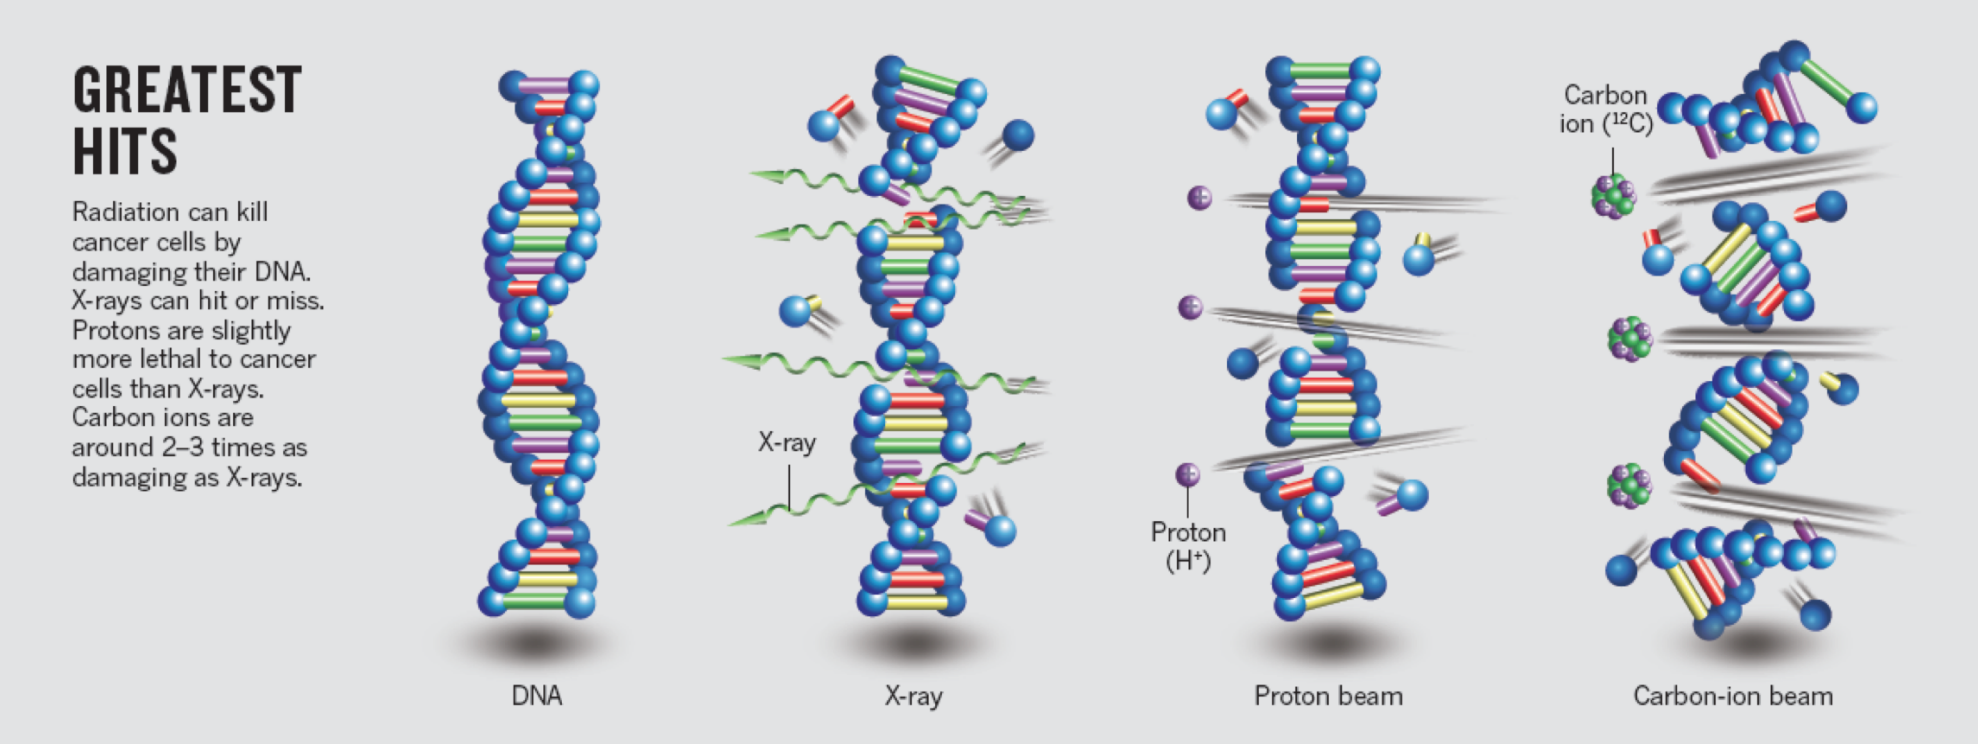 GREATEST
HITS
Radiation can kill
cancer cells by
damaging their DNA.
X-rays can hit or miss.
Protons are slightly
more lethal to cancer
cells than X-rays.
Carbon ions are
around 2–3 times as
damaging as X-rays.
X-ray
Proton
(H⁺)
Carbon
ion (¹²C)
DNA
X-ray
Proton beam
Carbon-ion beam